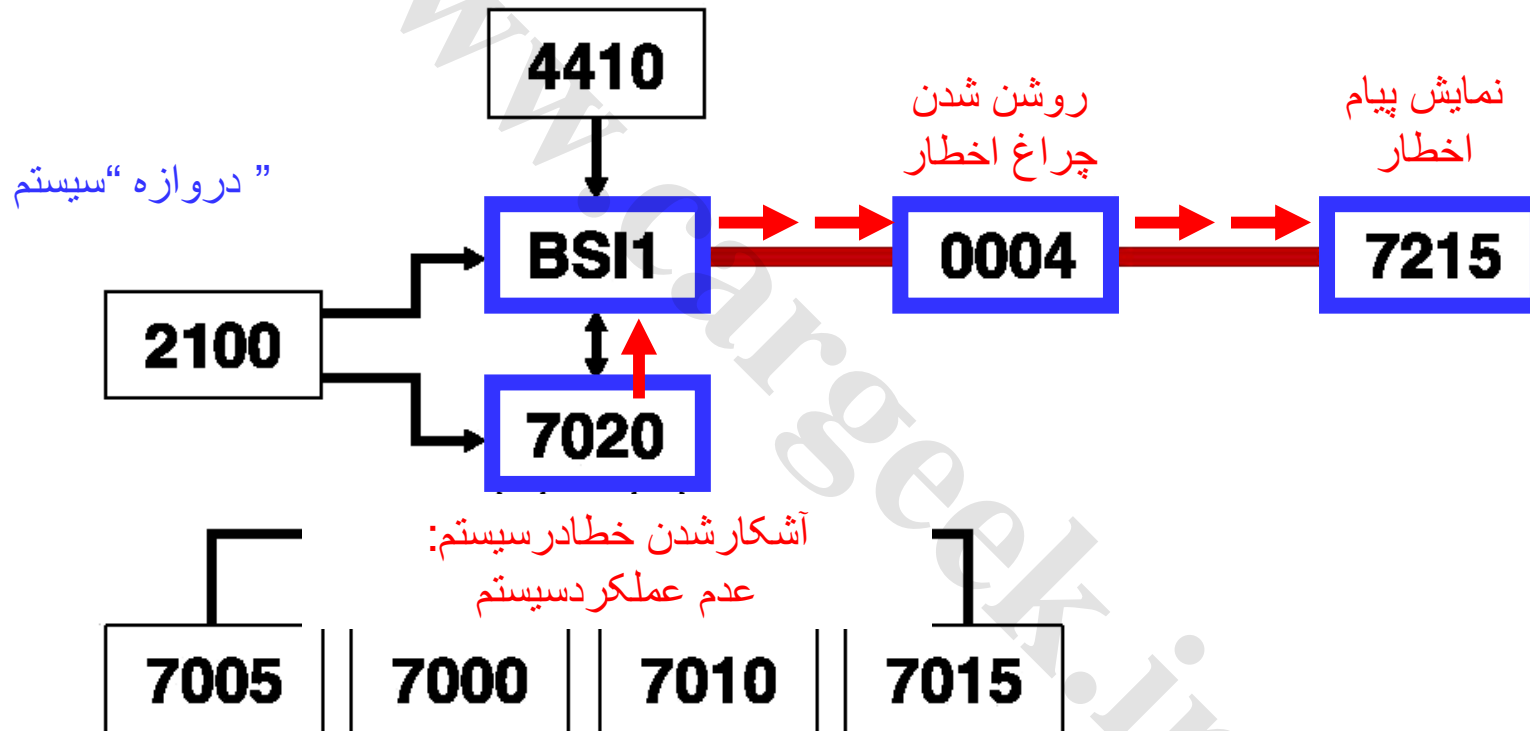 4410
روشن شدن
چراغ اخطار
نمایش پیام
اخطار
” دروازه “سیستم
BSI1
0004
7215
2100
7020
آشکارشدن خطادرسیستم:
عدم عملکردسیستم
7005
7000
7010
7015
www.cargeek.ir